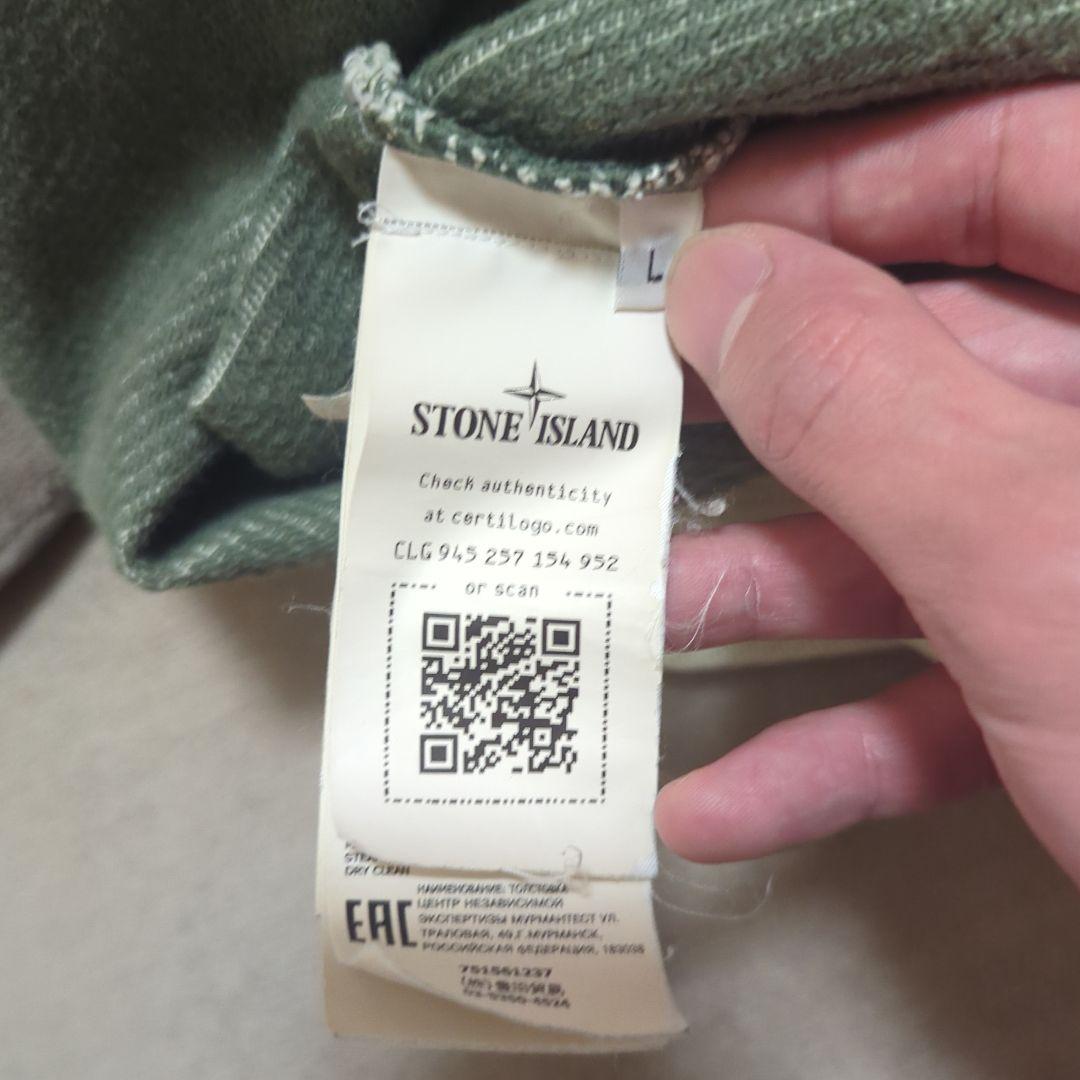 L
STONE ISLAND
Check authenticity
at certilogo.com
CLG 945 257 154 952
or scan
DRY CLEAN
EAC
НАИМЕНОВАНИЕ: ТОЛСТОВКА
ЦЕНТР НЕЗАВИСИМОЙ
ЭКСПЕРТИЗЫ МУРМАНТЕСТ УЛ.
ТРАЛОВАЯ, 49,Г.МУРМАНСК,
РОССИЙСКАЯ ФЕДЕРАЦИЯ, 183038
751561237